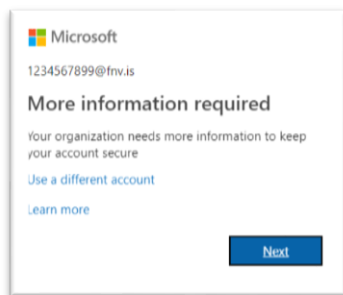 Microsoft
1234567899@fnv.is
More information required
Your organization needs more information to keep
your account secure
Use a different account
Learn more
Next